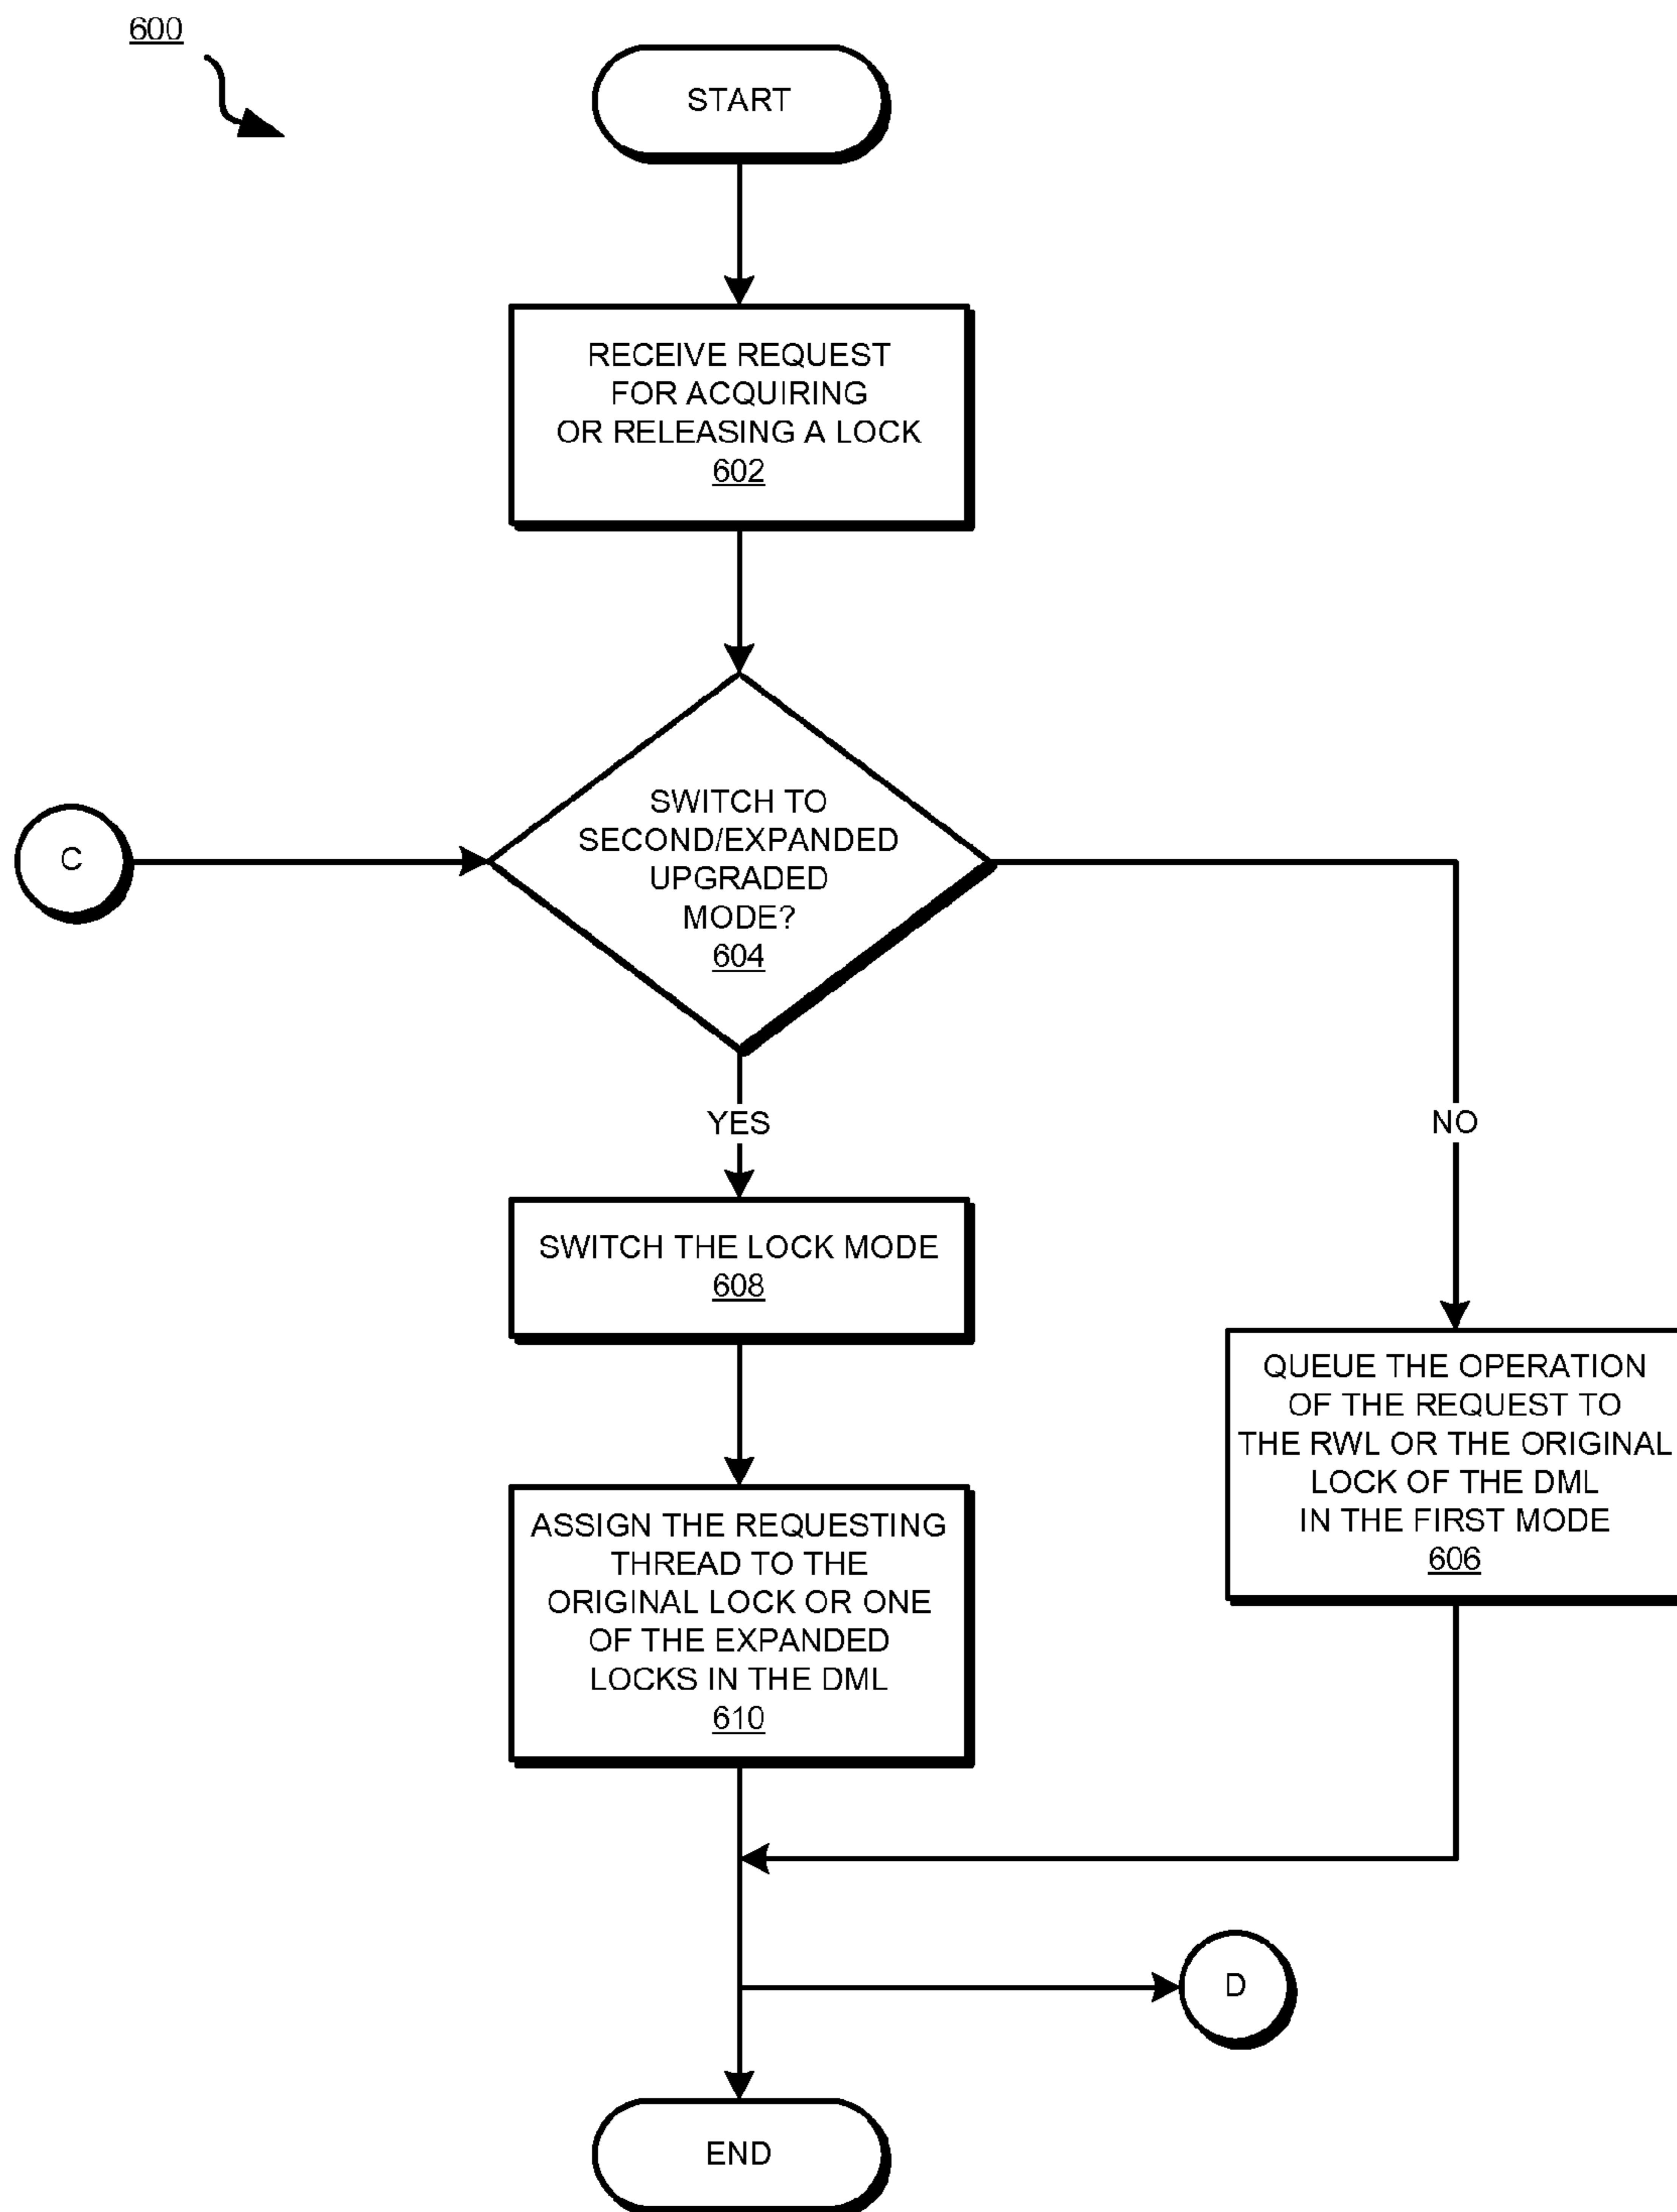 600
START
RECEIVE REQUEST
FOR ACQUIRING
OR RELEASING A LOCK
602
SWITCH TO
SECOND/EXPANDED
UPGRADED
MODE?
604
C
YES
NO
SWITCH THE LOCK MODE
608
QUEUE THE OPERATION
OF THE REQUEST TO
THE RWL OR THE ORIGINAL
LOCK OF THE DML
IN THE FIRST MODE
606
ASSIGN THE REQUESTING
THREAD TO THE
ORIGINAL LOCK OR ONE
OF THE EXPANDED
LOCKS IN THE DML
610
D
END